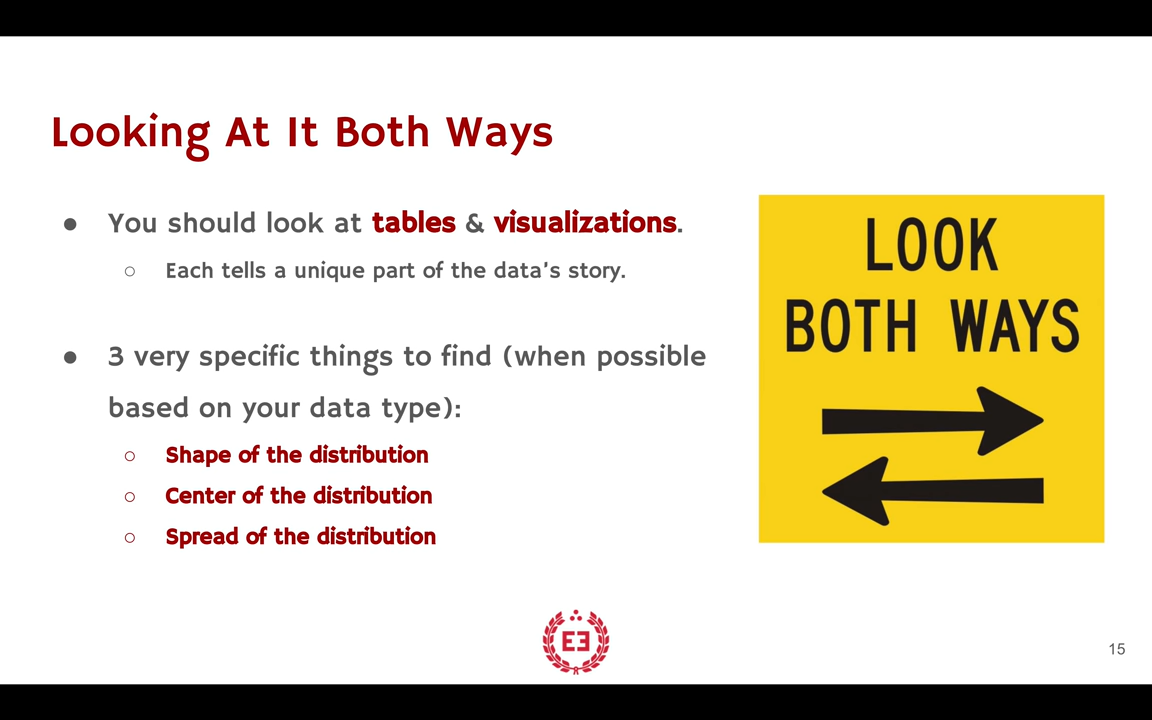 Looking At It Both Ways
● You should look at tables & visualizations.
○ Each tells a unique part of the data's story.
● 3 very specific things to find (when possible
based on your data type):
○ Shape of the distribution
○ Center of the distribution
○ Spread of the distribution
LOOK
BOTH WAYS
EE
15